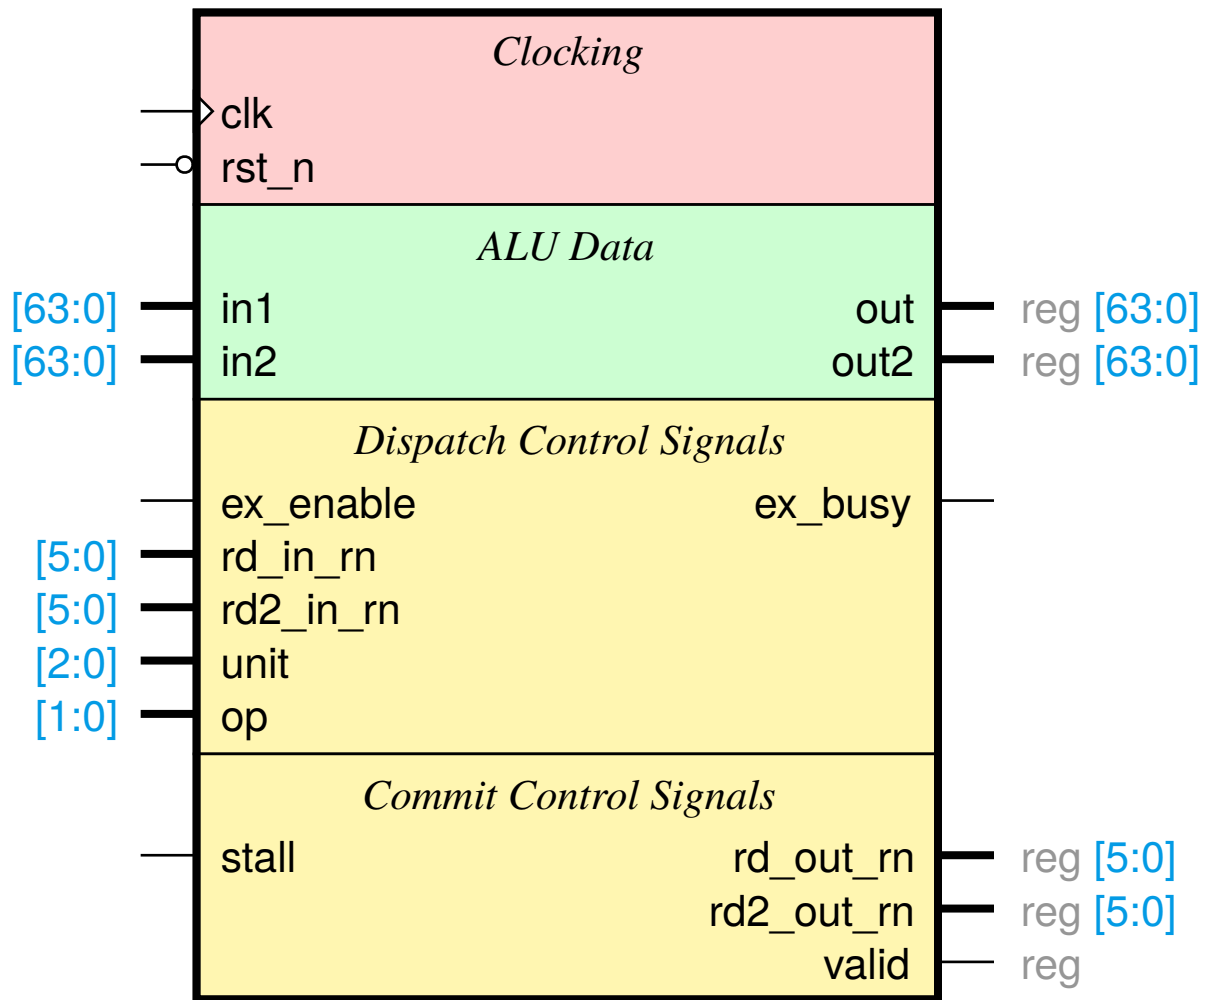 Clocking
clk
rst_n
ALU Data
[63:0] in1 out reg [63:0]
[63:0] in2 out2 reg [63:0]
Dispatch Control Signals
ex_enable ex_busy
[5:0] rd_in_rn
[5:0] rd2_in_rn
[2:0] unit
[1:0] op
Commit Control Signals
stall rd_out_rn reg [5:0]
rd2_out_rn reg [5:0]
valid reg